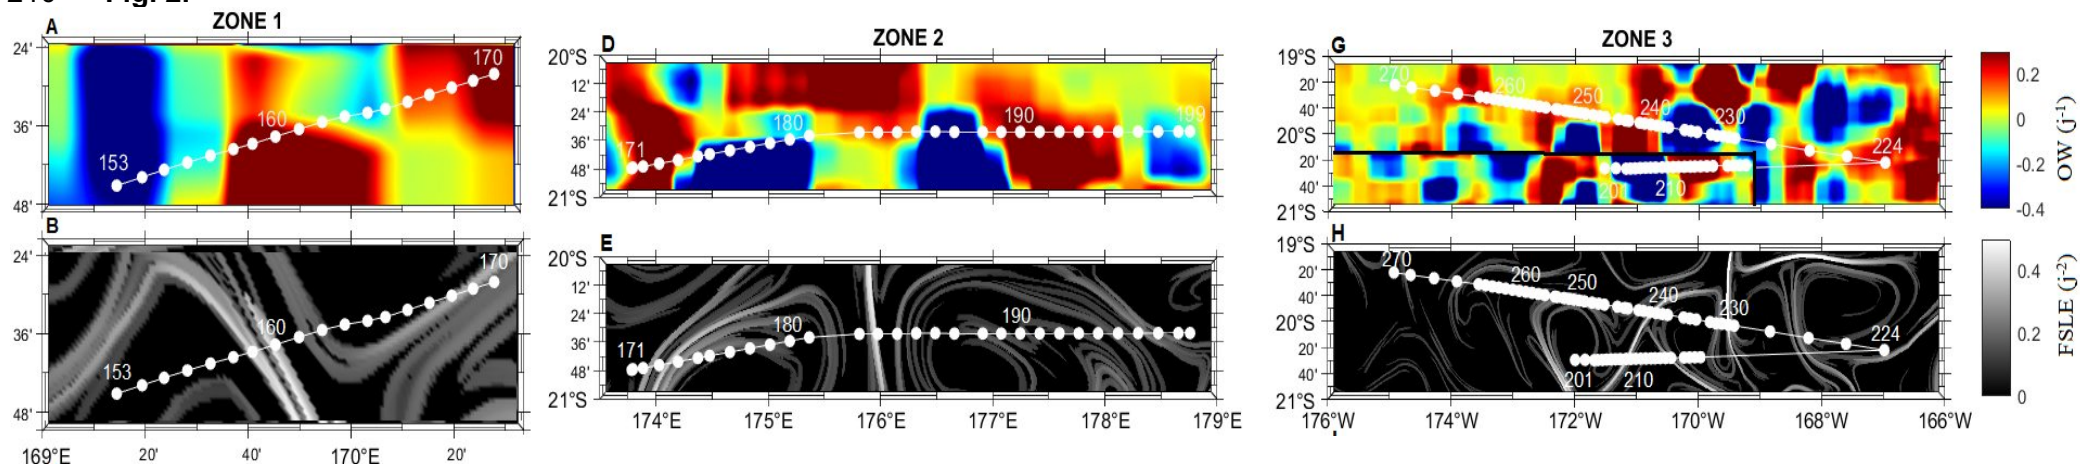 ZONE 1
ZONE 2
ZONE 3
A
24'
36'
48'
153
160
170
D
20°S
12'
24'
36'
48'
21°S
171
180
190
199
G
19°S
20'
40'
20°S
20'
40'
21°S
270
260
250
240
230
224
210
0.2
0
-0.2
-0.4
OW (j⁻¹)
B
24'
36'
48'
153
160
170
169°E
20'
40'
170°E
20'
E
20°S
12'
24'
36'
48'
21°S
171
180
190
174°E
175°E
176°E
177°E
178°E
179°E
H
19°S
20'
40'
20°S
20'
40'
21°S
270
260
250
240
230
224
201
210
176°W
174°W
172°W
170°W
168°W
166°W
0.4
0.2
0
FSLE (j⁻²)